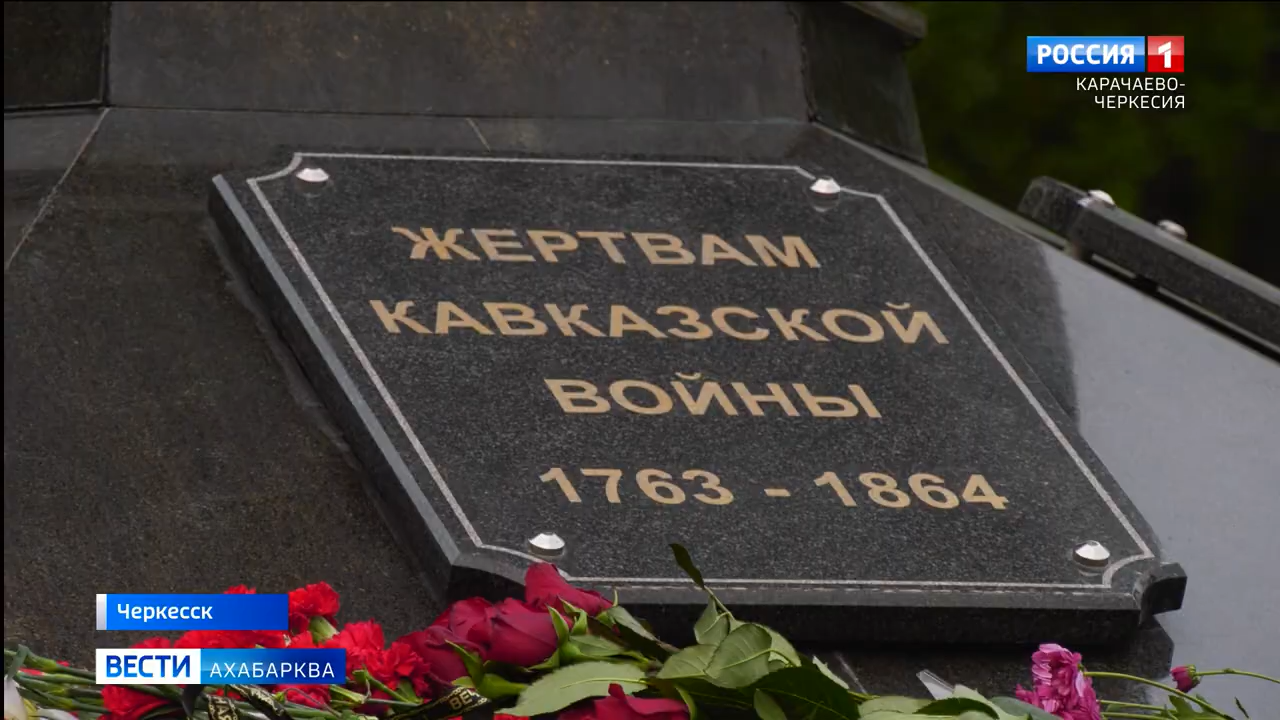 РОССИЯ 1
КАРАЧАЕВО-
ЧЕРКЕСИЯ
ЖЕРТВАМ
КАВКАЗСКОЙ
ВОЙНЫ
1763 - 1864
Черкесск
ВЕСТИ АХАБАРКВА